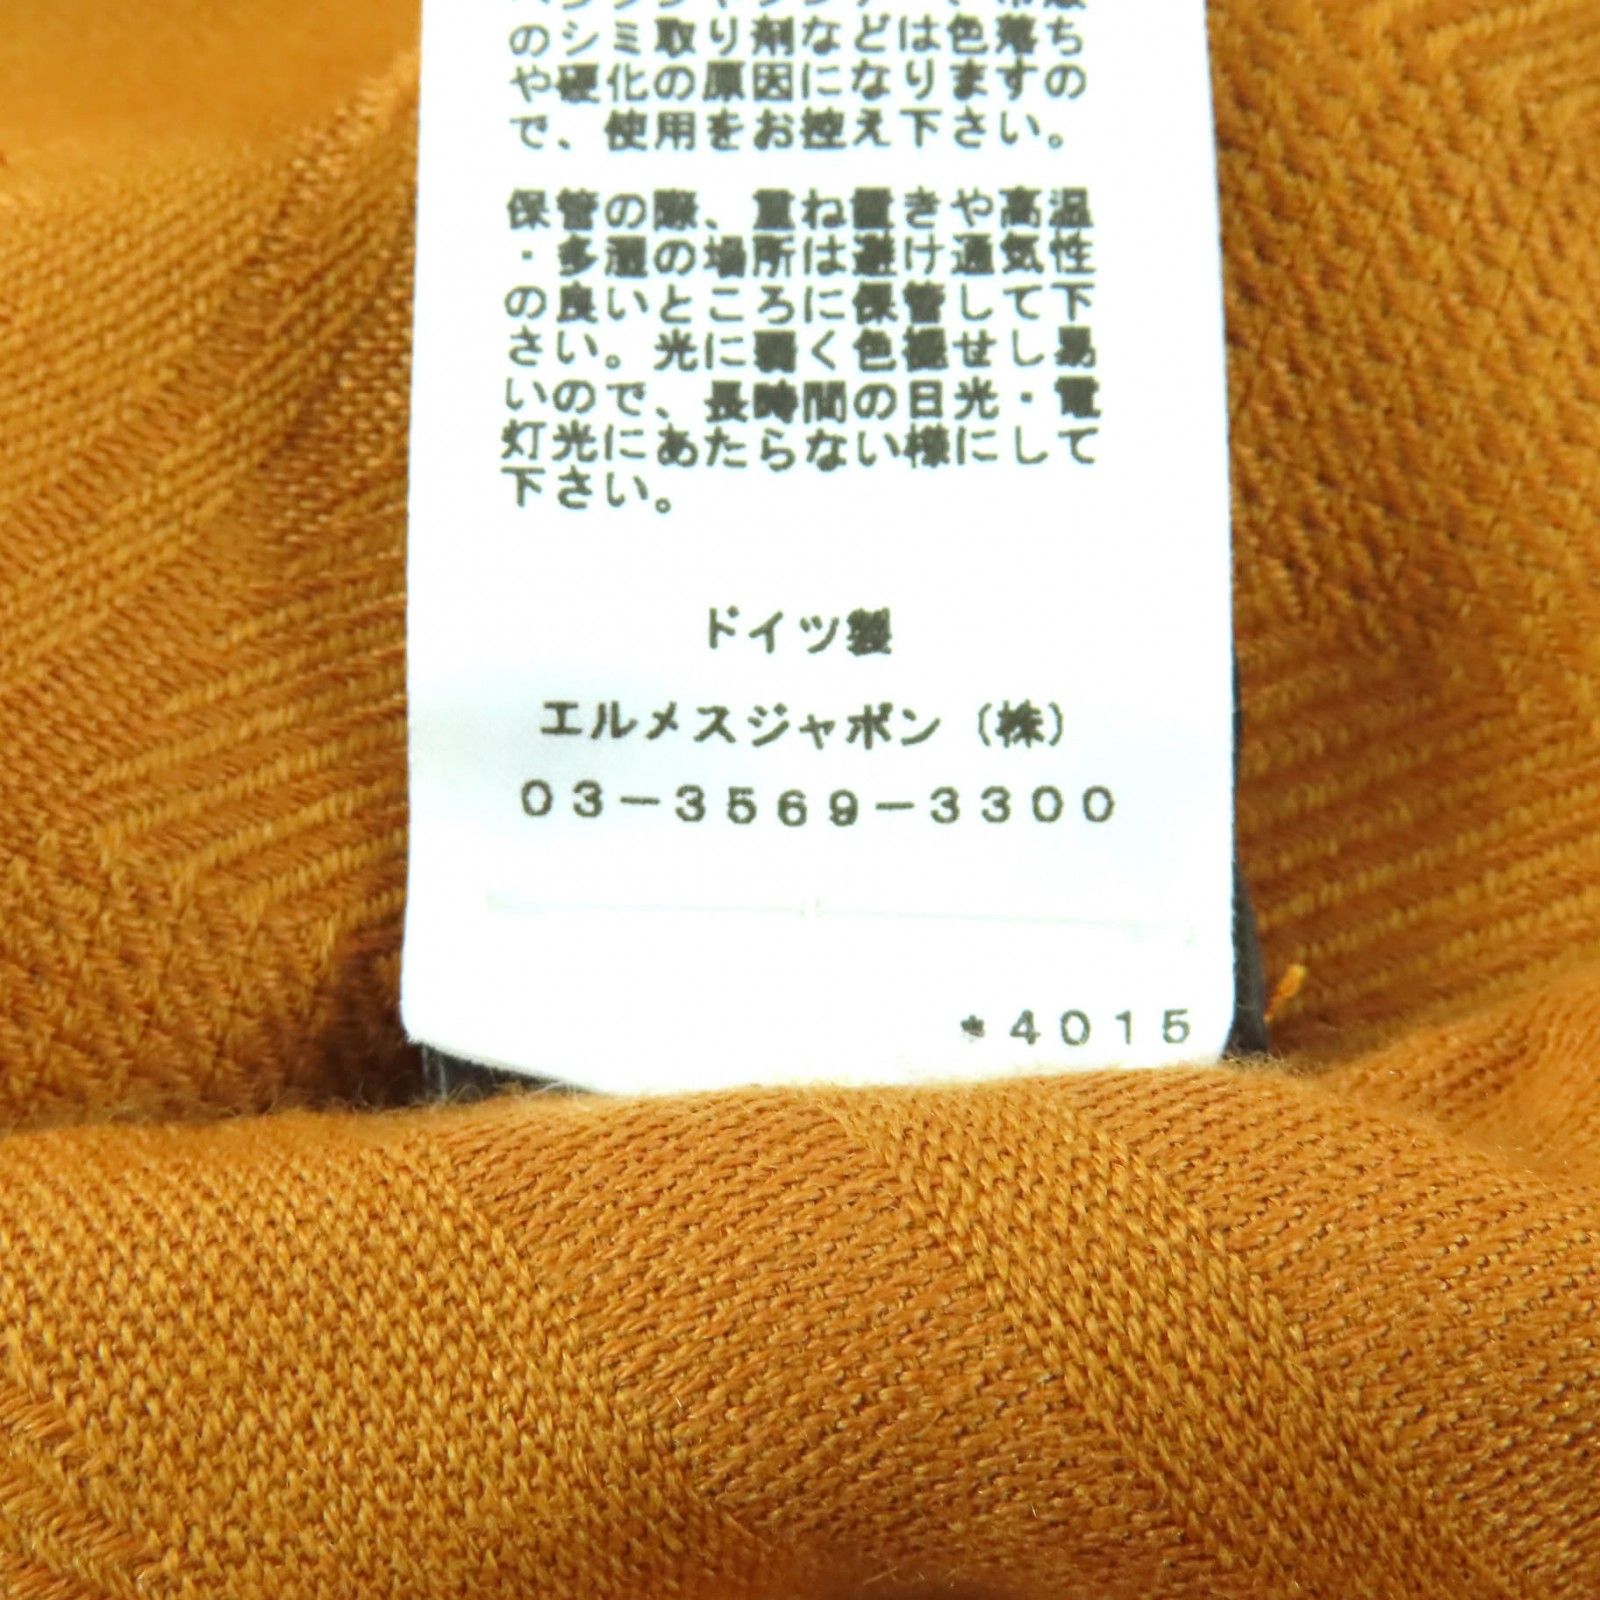 のシミ取り剤などは色落ち
や硬化の原因になりますの
で、使用をお控え下さい。
保管の際、重ね置きや高温
・多湿の場所は避け通気性
の良いところに保管して下
さい。光に弱く色褪せし易
いので、長時間の日光・電
灯光にあたらない様にして
下さい。
ドイツ製
エルメスジャポン（株）
03-3569-3300
*4015